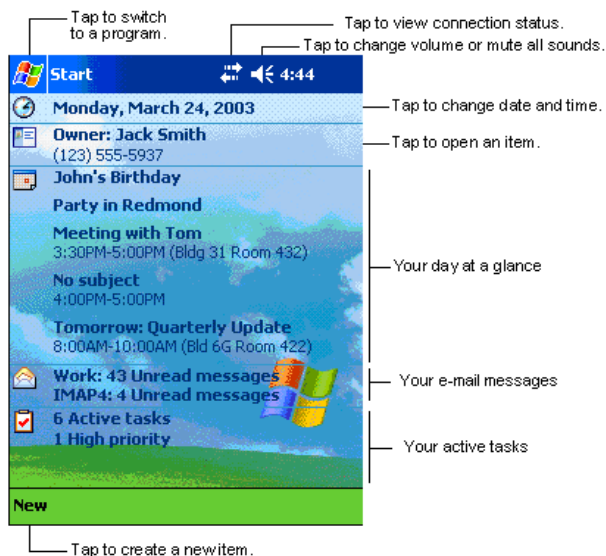 Tap to switch
to a program.
Tap to view connection status.
Tap to change volume or mute all sounds.
Start
4:44
Monday, March 24, 2003
Tap to change date and time.
Owner: Jack Smith
(123) 555-5937
Tap to open an item.
John's Birthday
Party in Redmond
Meeting with Tom
3:30PM-5:00PM (Bldg 31 Room 432)
Your day at a glance
No subject
4:00PM-5:00PM
Tomorrow: Quarterly Update
8:00AM-10:00AM (Bld 6G Room 422)
Work: 43 Unread messages
IMAP4: 4 Unread messages
Your e-mail messages
6 Active tasks
1 High priority
Your active tasks
New
Tap to create a new item.